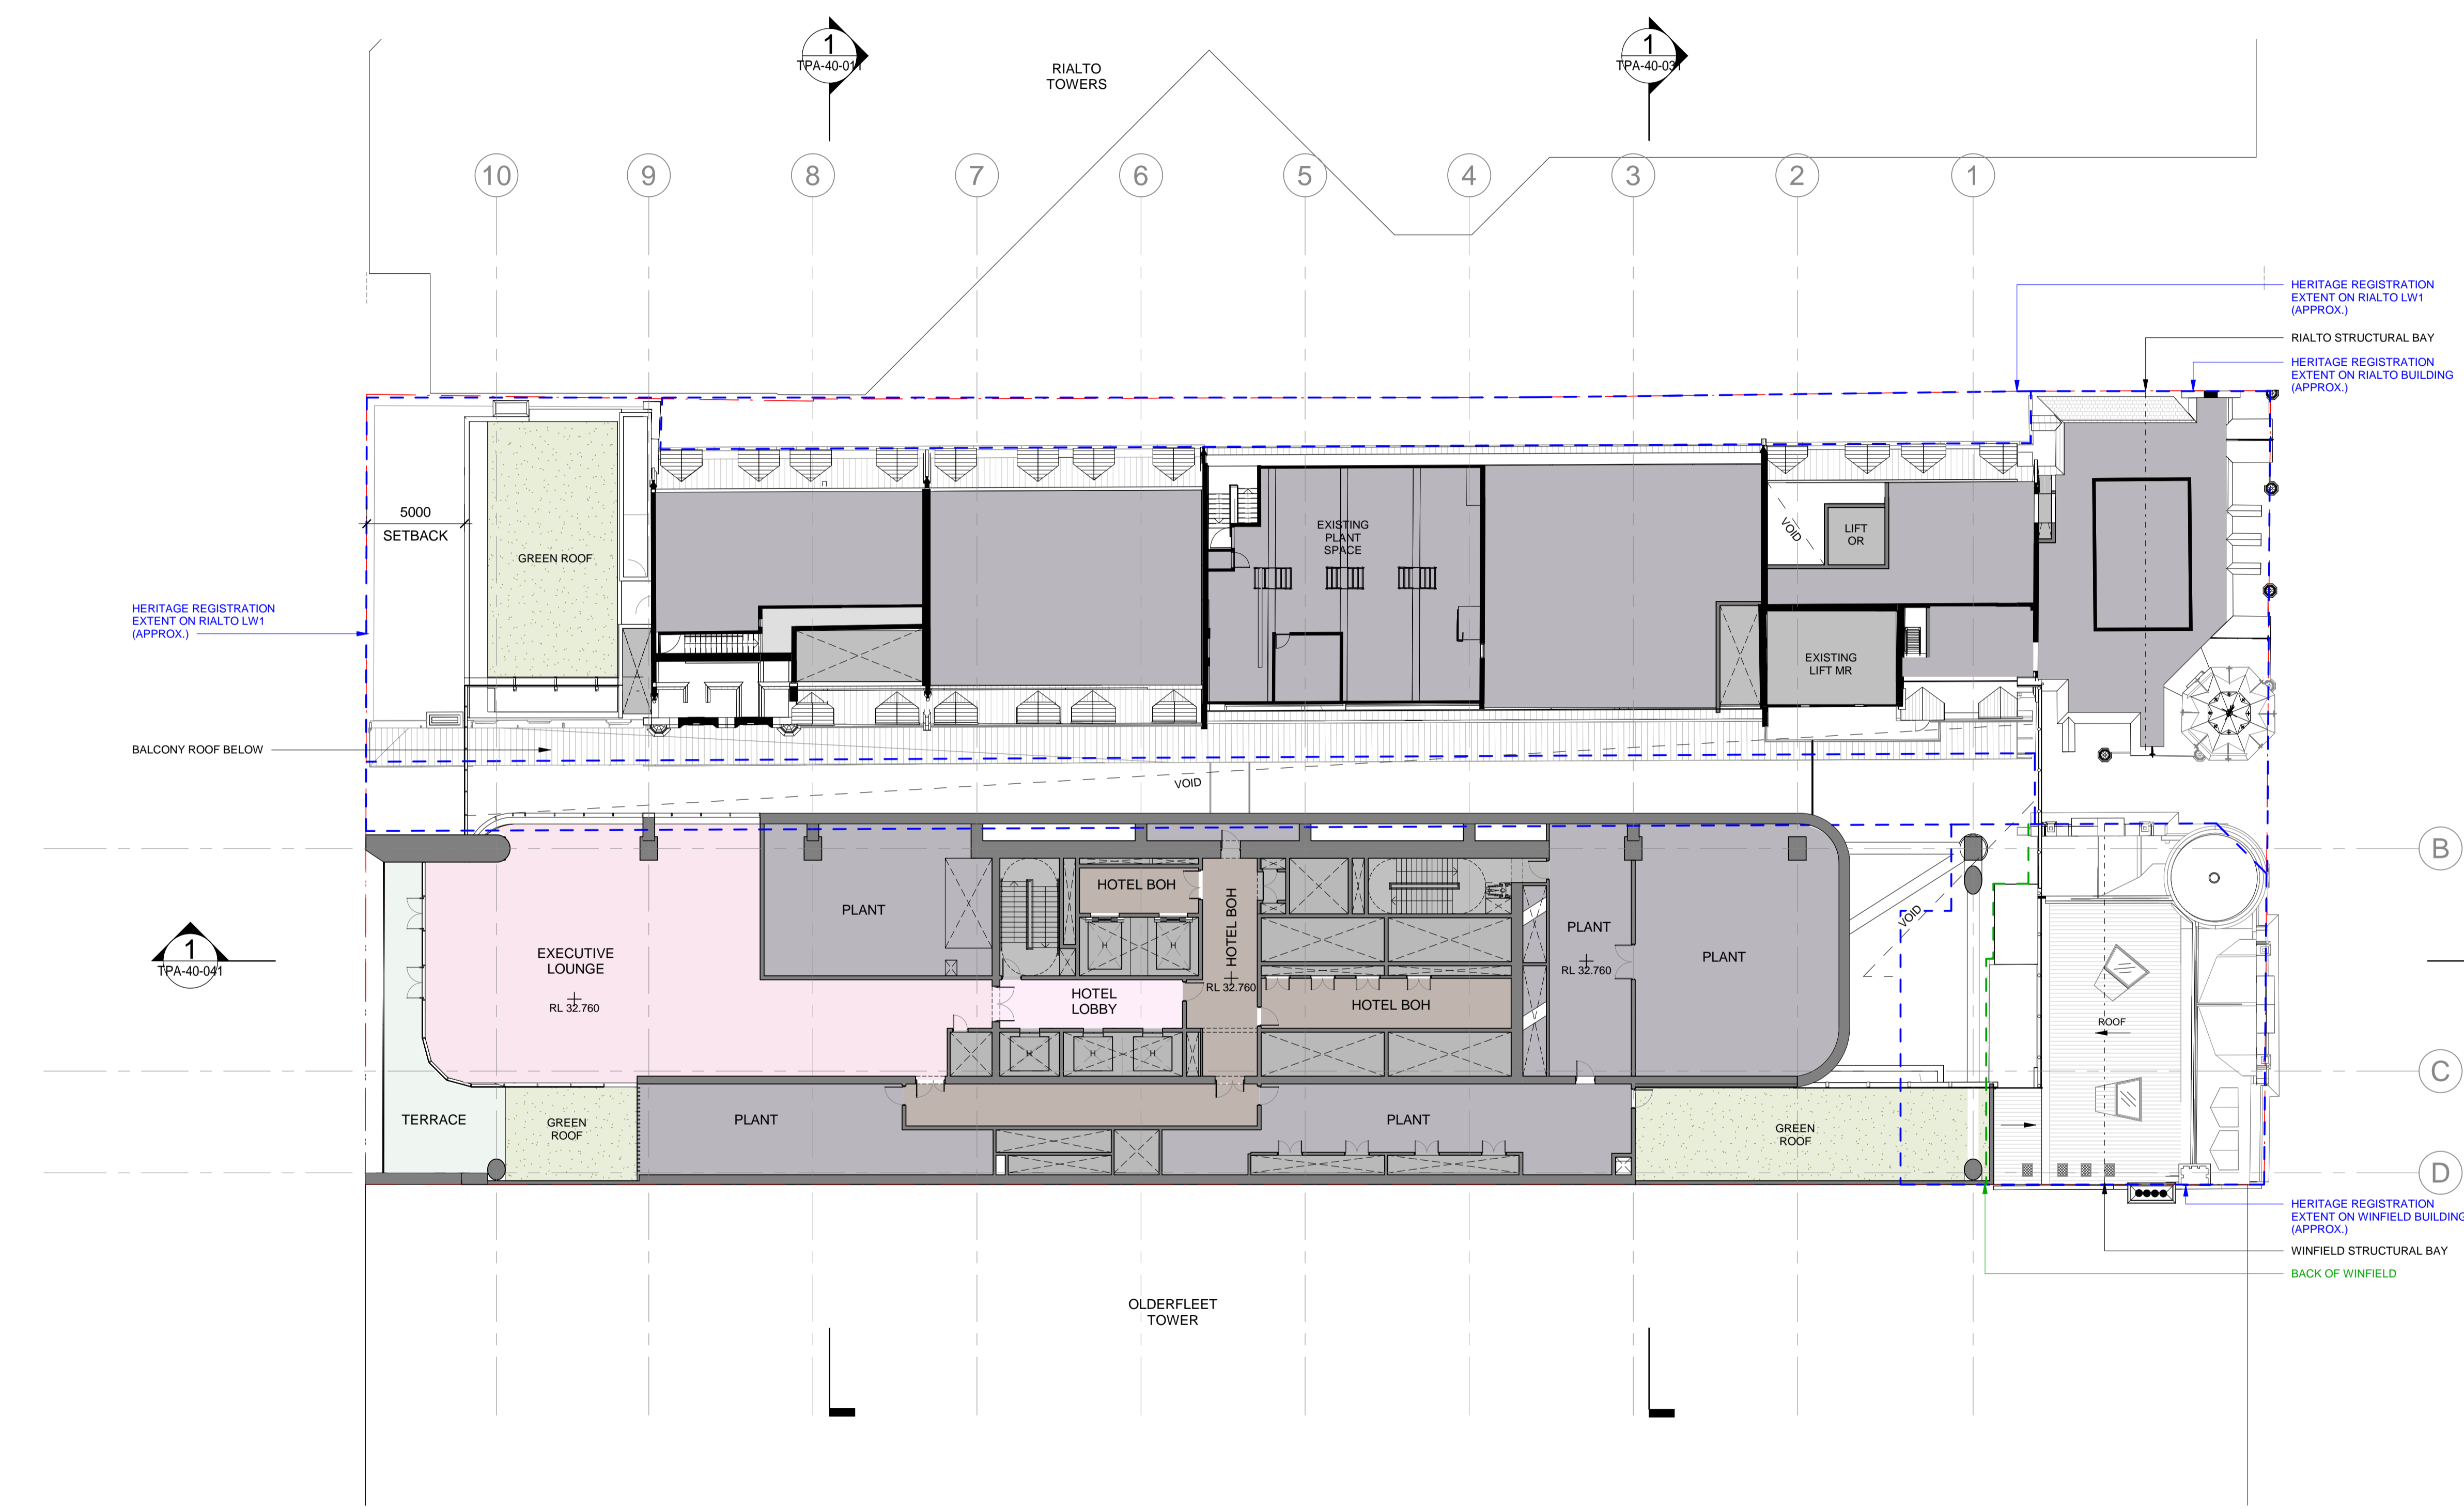 1
TPA-40-011
1
TPA-40-031
RIALTO
TOWERS
10
9
8
7
6
5
4
3
2
1
HERITAGE REGISTRATION
EXTENT ON RIALTO LW1
(APPROX.)
RIALTO STRUCTURAL BAY
HERITAGE REGISTRATION
EXTENT ON RIALTO BUILDING
(APPROX.)
5000
SETBACK
GREEN ROOF
EXISTING
PLANT
SPACE
VOID
LIFT
OR
HERITAGE REGISTRATION
EXTENT ON RIALTO LW1
(APPROX.)
EXISTING
LIFT MR
BALCONY ROOF BELOW
VOID
B
HOTEL BOH
HOTEL BOH
PLANT
VOID
PLANT
EXECUTIVE
LOUNGE
H
H
PLANT
1
TPA-40-041
RL 32.760
RL 32.760
RL 32.760
HOTEL
LOBBY
HOTEL BOH
ROOF
H
H
H
C
TERRACE
GREEN
ROOF
PLANT
PLANT
GREEN
ROOF
D
HERITAGE REGISTRATION
EXTENT ON WINFIELD BUILDING
(APPROX.)
WINFIELD STRUCTURAL BAY
BACK OF WINFIELD
OLDERFLEET
TOWER